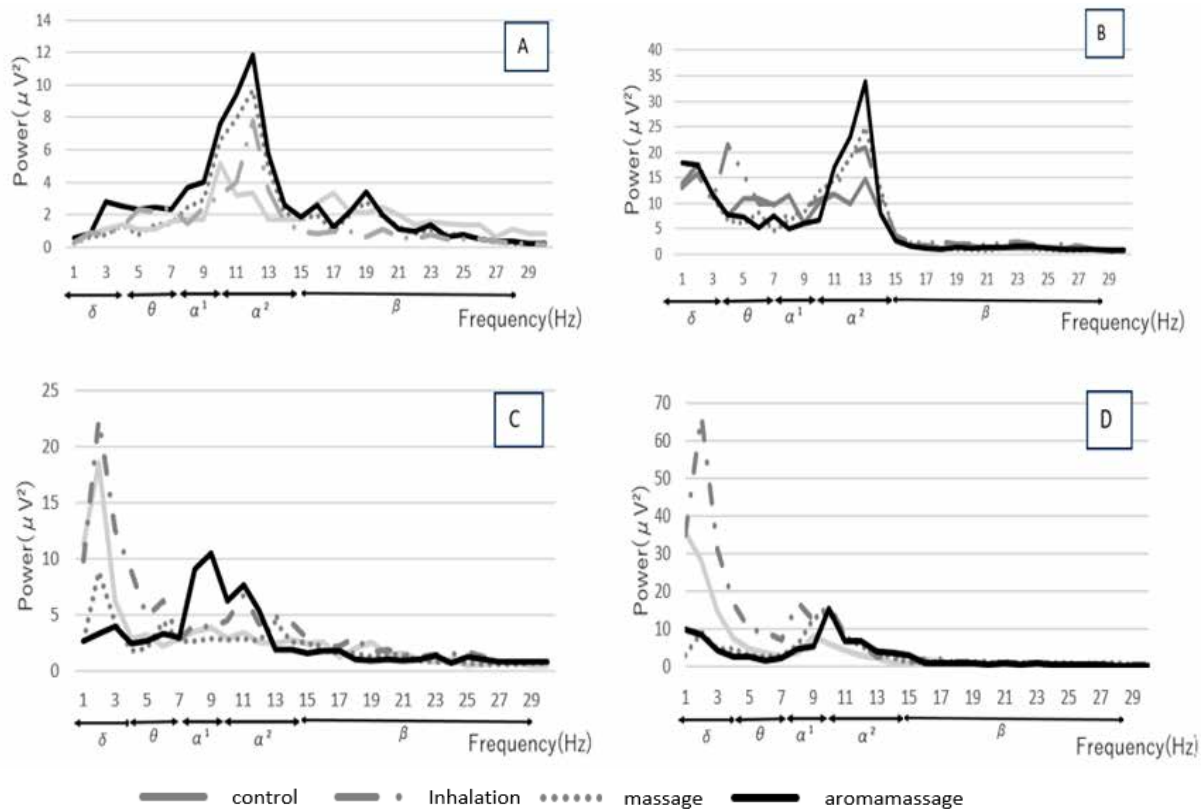 A
Power(μV²)
14
12
10
8
6
4
2
0
1 3 5 7 9 11 13 15 17 19 21 23 25 27 29
δ θ α¹ α² β
Frequency(Hz)
B
Power(μV²)
40
35
30
25
20
15
10
5
0
1 3 5 7 9 11 13 15 17 19 21 23 25 27 29
δ θ α¹ α² β
Frequency(Hz)
C
Power(μV²)
25
20
15
10
5
0
1 3 5 7 9 11 13 15 17 19 21 23 25 27 29
δ θ α¹ α² β
Frequency(Hz)
D
Power(μV²)
70
60
50
40
30
20
10
0
1 3 5 7 9 11 13 15 17 19 21 23 25 27 29
δ θ α¹ α² β
Frequency(Hz)
control Inhalation massage aromamassage